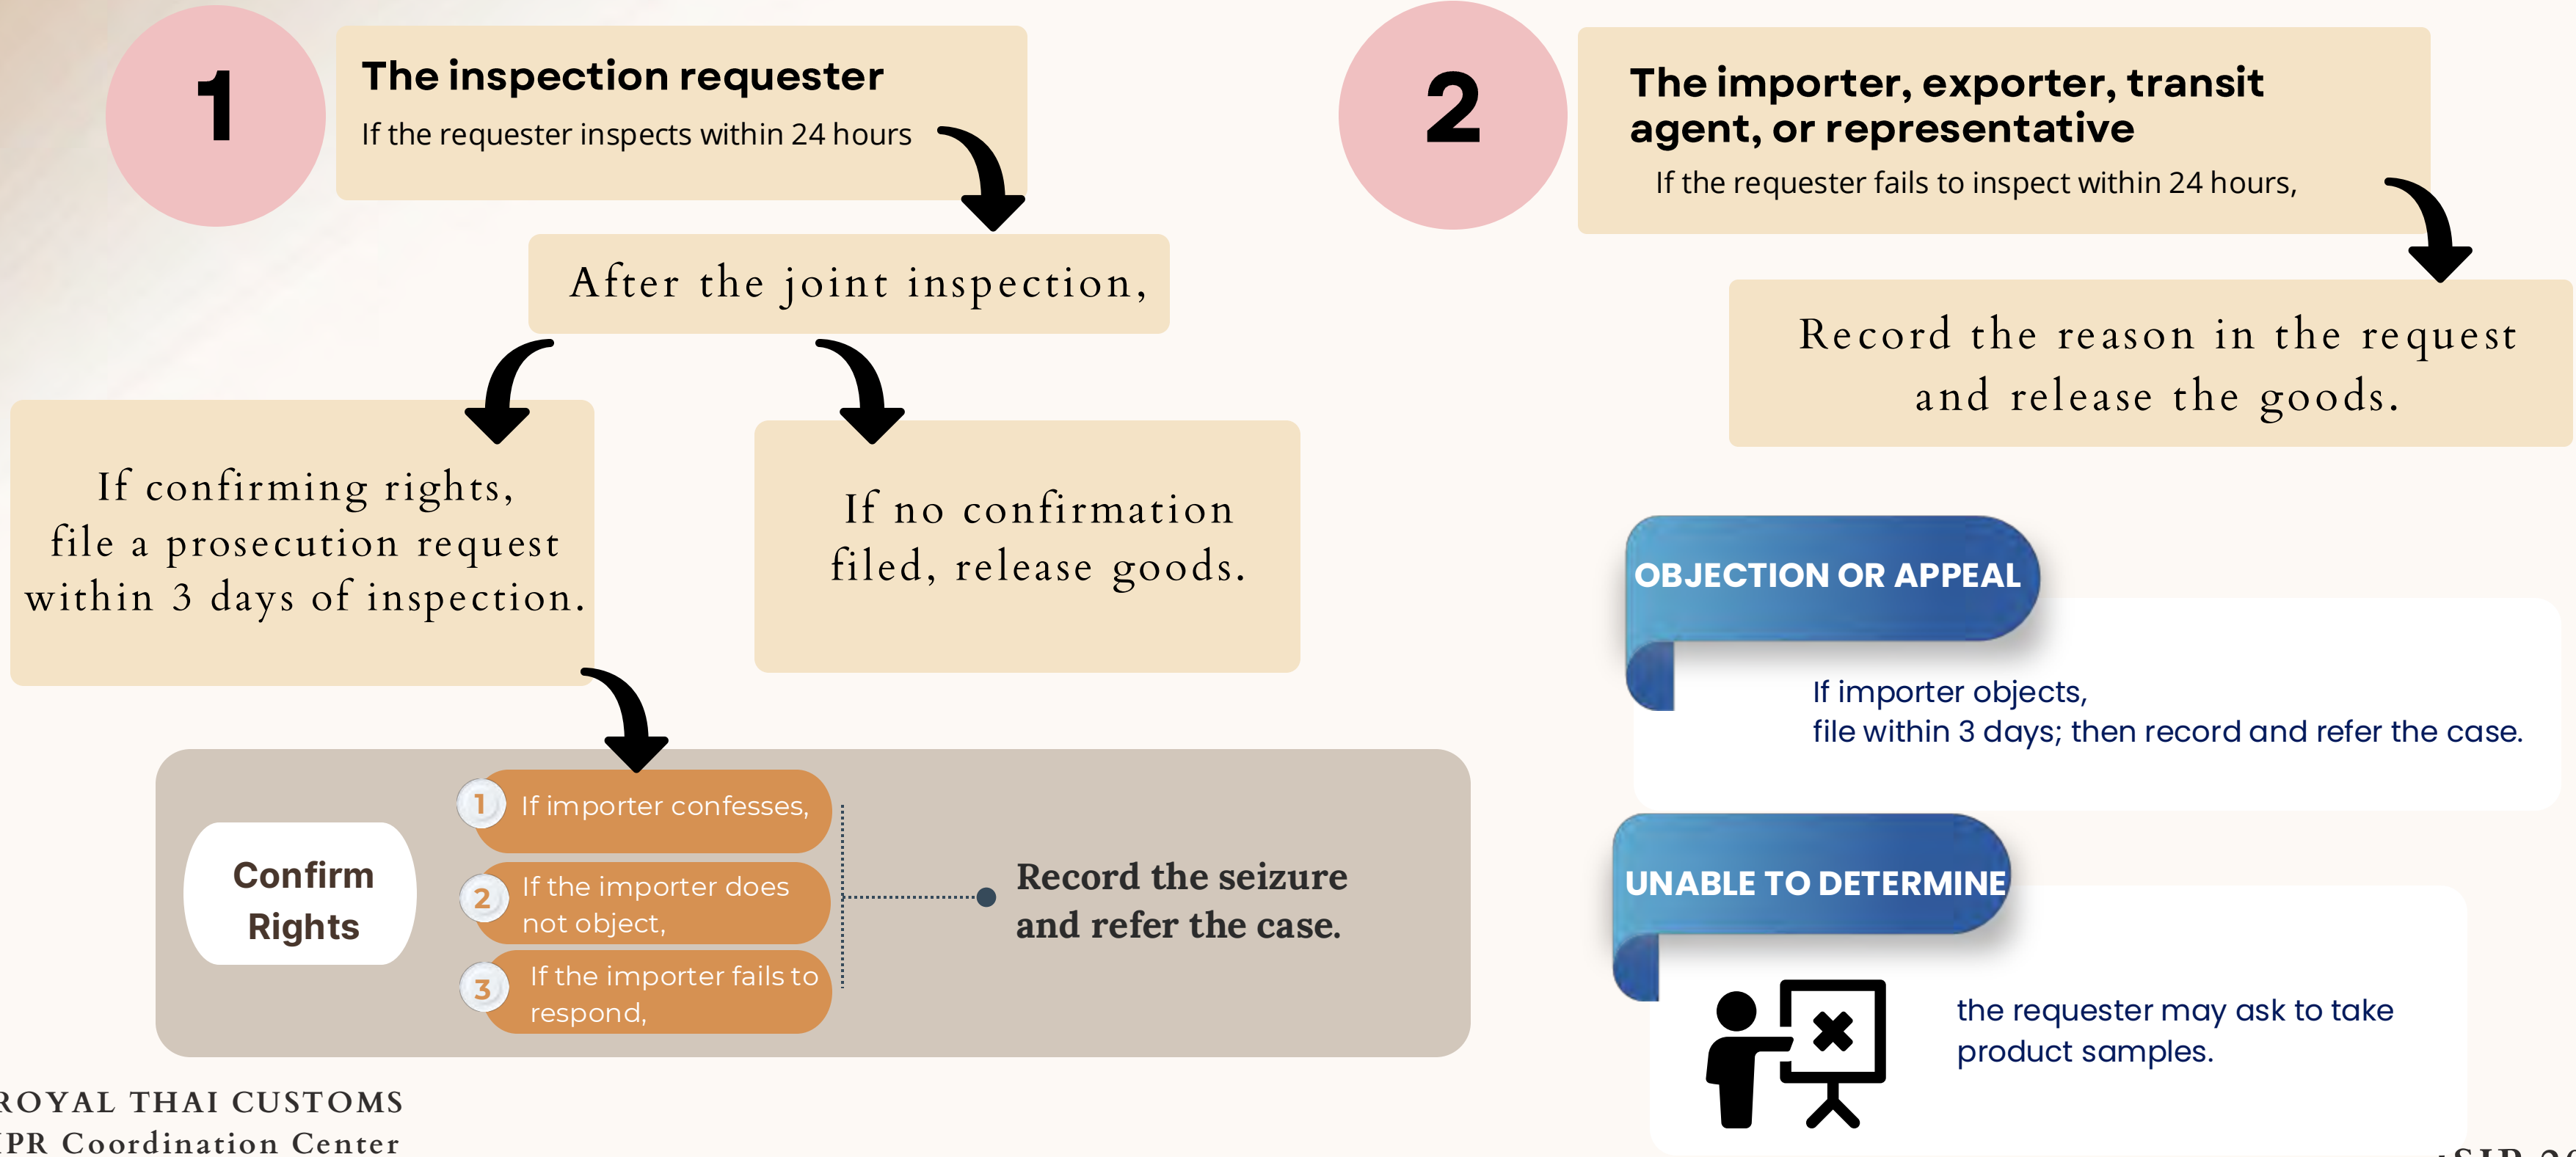 1
The inspection requester
If the requester inspects within 24 hours
After the joint inspection,
If confirming rights,
file a prosecution request
within 3 days of inspection.
If no confirmation
filed, release goods.
Confirm
Rights
1
If importer confesses,
2
If the importer does
not object,
3
If the importer fails to
respond,
Record the seizure
and refer the case.
2
The importer, exporter, transit
agent, or representative
If the requester fails to inspect within 24 hours,
Record the reason in the request
and release the goods.
OBJECTION OR APPEAL
If importer objects,
file within 3 days; then record and refer the case.
UNABLE TO DETERMINE
the requester may ask to take
product samples.
ROYAL THAI CUSTOMS
IPR Coordination Center